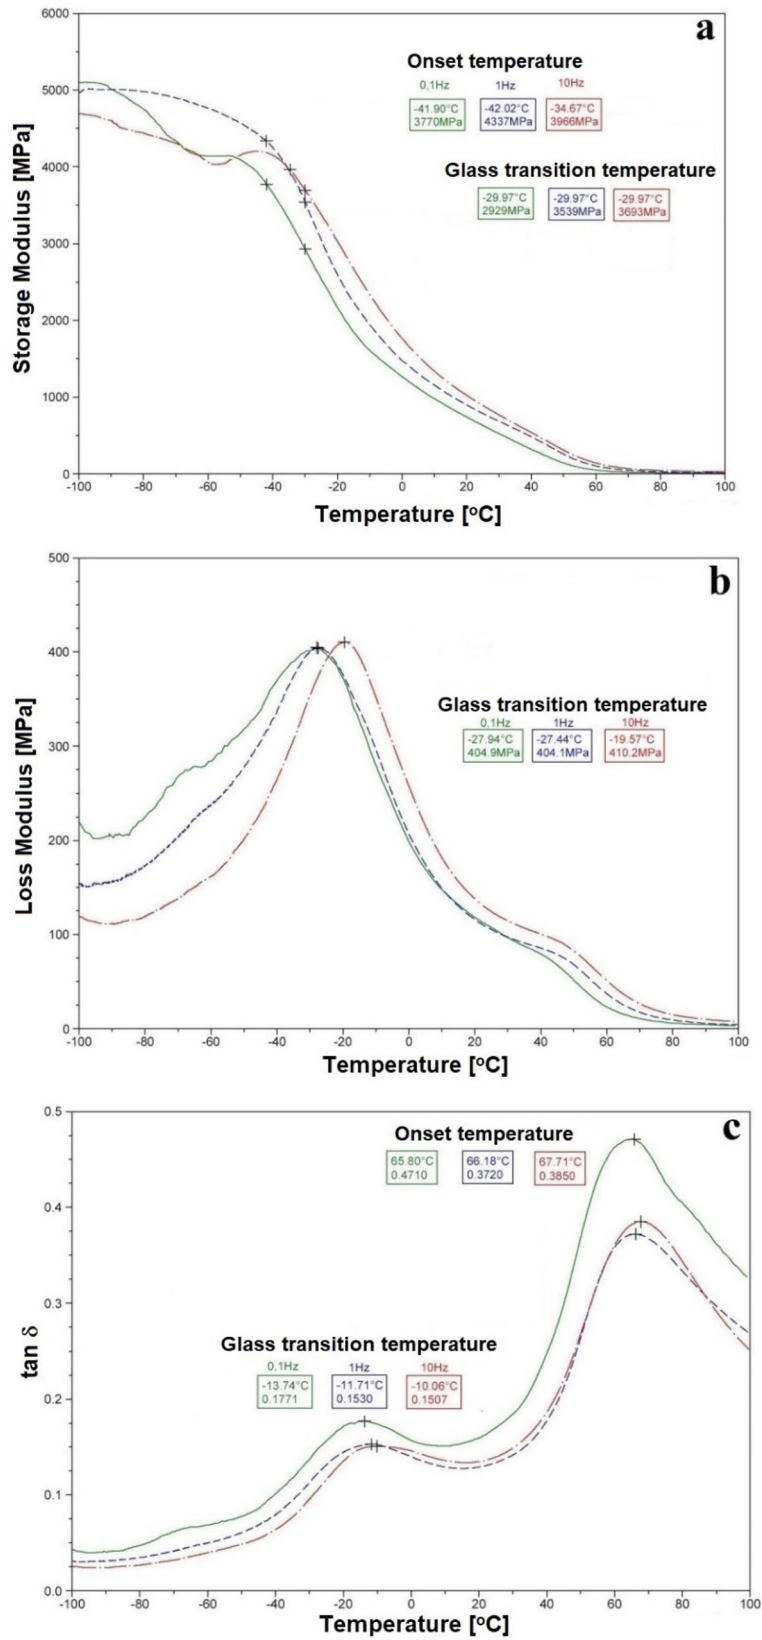 a
6000
5000
4000
3000
2000
1000
0
Storage Modulus [MPa]
Onset temperature
0,1Hz 1Hz 10Hz
-41.90°C -42.02°C -34.67°C
3770MPa 4337MPa 3966MPa
Glass transition temperature
-29.97°C -29.97°C -29.97°C
2929MPa 3539MPa 3693MPa
-100 -80 -60 -40 -20 0 20 40 60 80 100
Temperature [ºC]
b
500
400
300
200
100
0
Loss Modulus [MPa]
Glass transition temperature
0,1Hz 1Hz 10Hz
-27.94°C -27.44°C -19.57°C
404.9MPa 404.1MPa 410.2MPa
-100 -80 -60 -40 -20 0 20 40 60 80 100
Temperature [ºC]
c
0.5
0.4
0.3
0.2
0.1
0.0
tan δ
Onset temperature
65.80°C 66.18°C 67.71°C
0.4710 0.3720 0.3850
Glass transition temperature
0,1Hz 1Hz 10Hz
-13.74°C -11.71°C -10.06°C
0.1771 0.1530 0.1507
-100 -80 -60 -40 -20 0 20 40 60 80 100
Temperature [ºC]